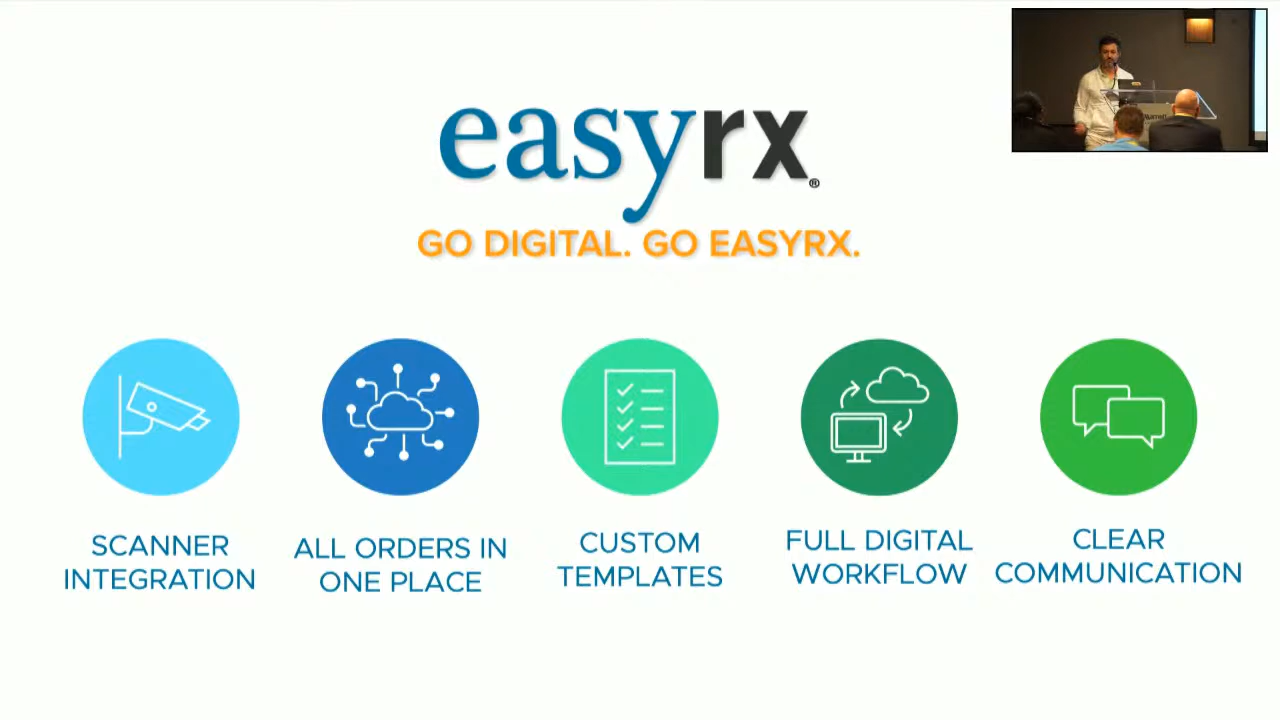 easyrx®
GO DIGITAL. GO EASYRX.
SCANNER
INTEGRATION
ALL ORDERS IN
ONE PLACE
CUSTOM
TEMPLATES
FULL DIGITAL
WORKFLOW
CLEAR
COMMUNICATION